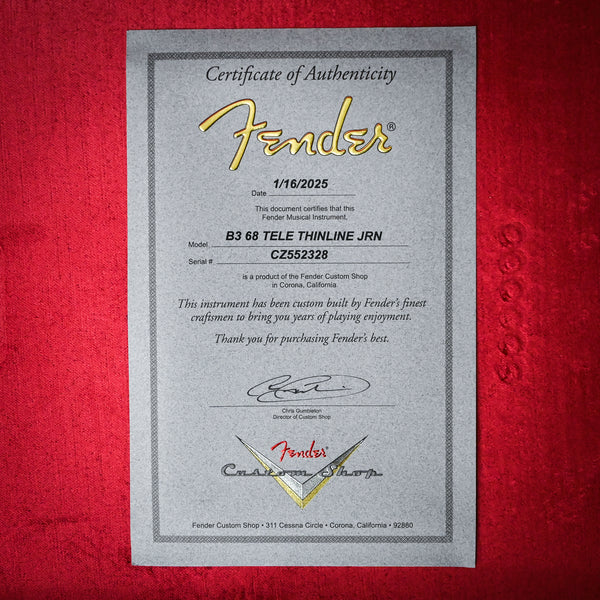 Certificate of Authenticity
Fender®
1/16/2025
Date
This document certifies that this
Fender Musical Instrument,
B3 68 TELE THINLINE JRN
Model
CZ552328
Serial #
is a product of the Fender Custom Shop
in Corona, California
This instrument has been custom built by Fender's finest
craftsmen to bring you years of playing enjoyment.
Thank you for purchasing Fender's best.
Chris Gumbleton
Director of Custom Shop
Fender
Custom Shop
Fender Custom Shop • 311 Cessna Circle • Corona, California • 92880